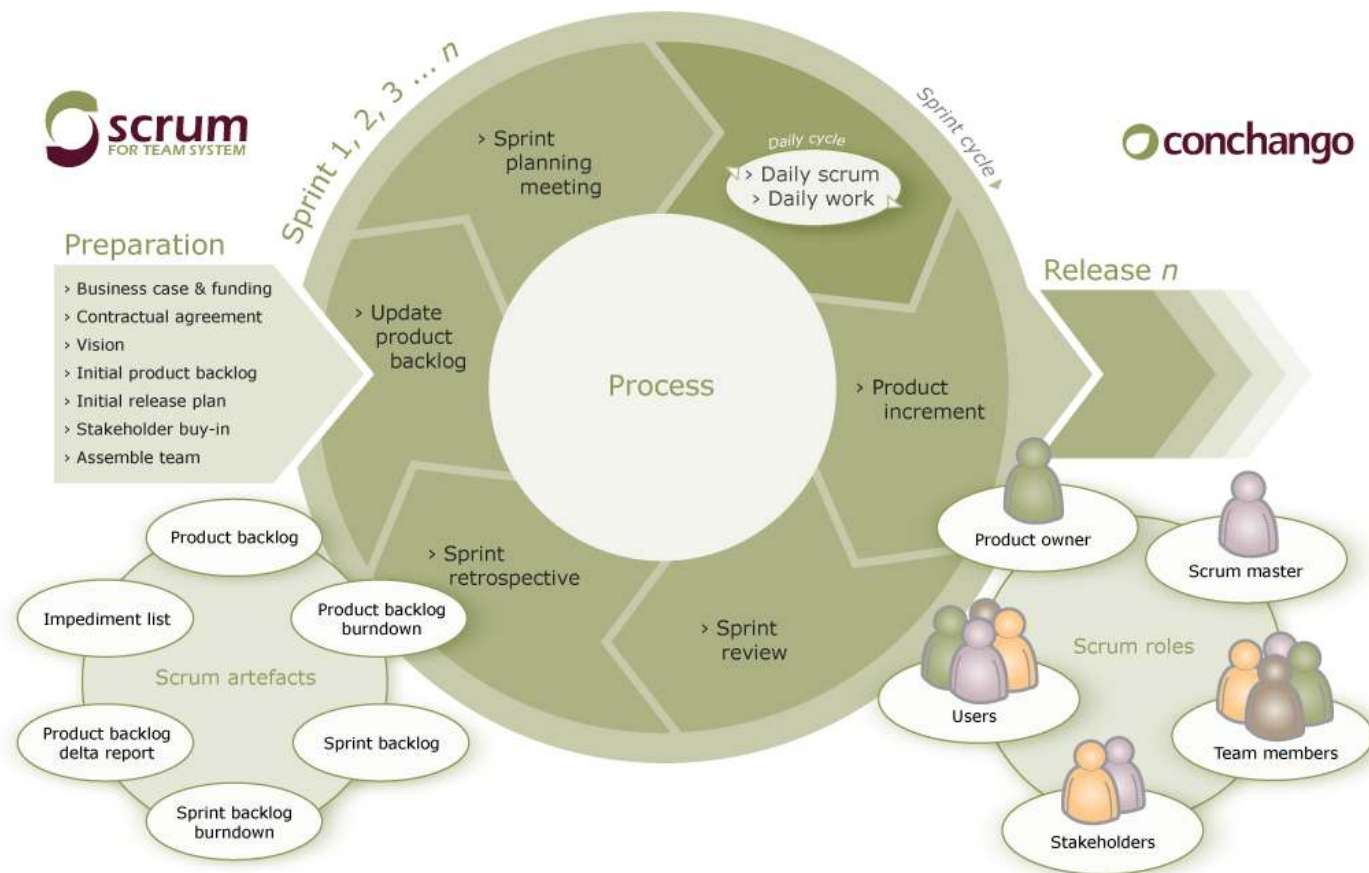 scrum
FOR TEAM SYSTEM
conchango
Sprint 1, 2, 3 ... n
Sprint cycle
Preparation
› Business case & funding
› Contractual agreement
› Vision
› Initial product backlog
› Initial release plan
› Stakeholder buy-in
› Assemble team
› Sprint
planning
meeting
Daily cycle
› Daily scrum
› Daily work
› Update
product
backlog
Process
› Product
increment
› Sprint
retrospective
› Sprint
review
Release n
Product backlog
Impediment list
Product backlog
burndown
Scrum artefacts
Product backlog
delta report
Sprint backlog
Sprint backlog
burndown
Product owner
Scrum master
Scrum roles
Users
Team members
Stakeholders